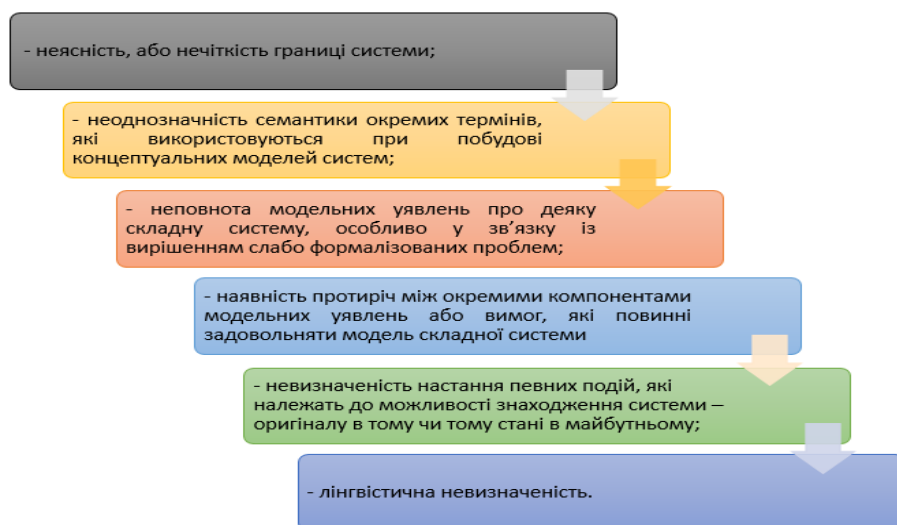 - неясність, або нечіткість границі системи;
- неоднозначність семантики окремих термінів,
які використовуються при побудові
концептуальних моделей систем;
- неповнота модельних уявлень про деяку
складну систему, особливо у зв’язку із
вирішенням слабо формалізованих проблем;
- наявність протиріч між окремими компонентами
модельних уявлень або вимог, які повинні
задовольняти модель складної системи
- невизначеність настання певних подій, які
належать до можливості знаходження системи –
оригіналу в тому чи тому стані в майбутньому;
- лінгвістична невизначеність.